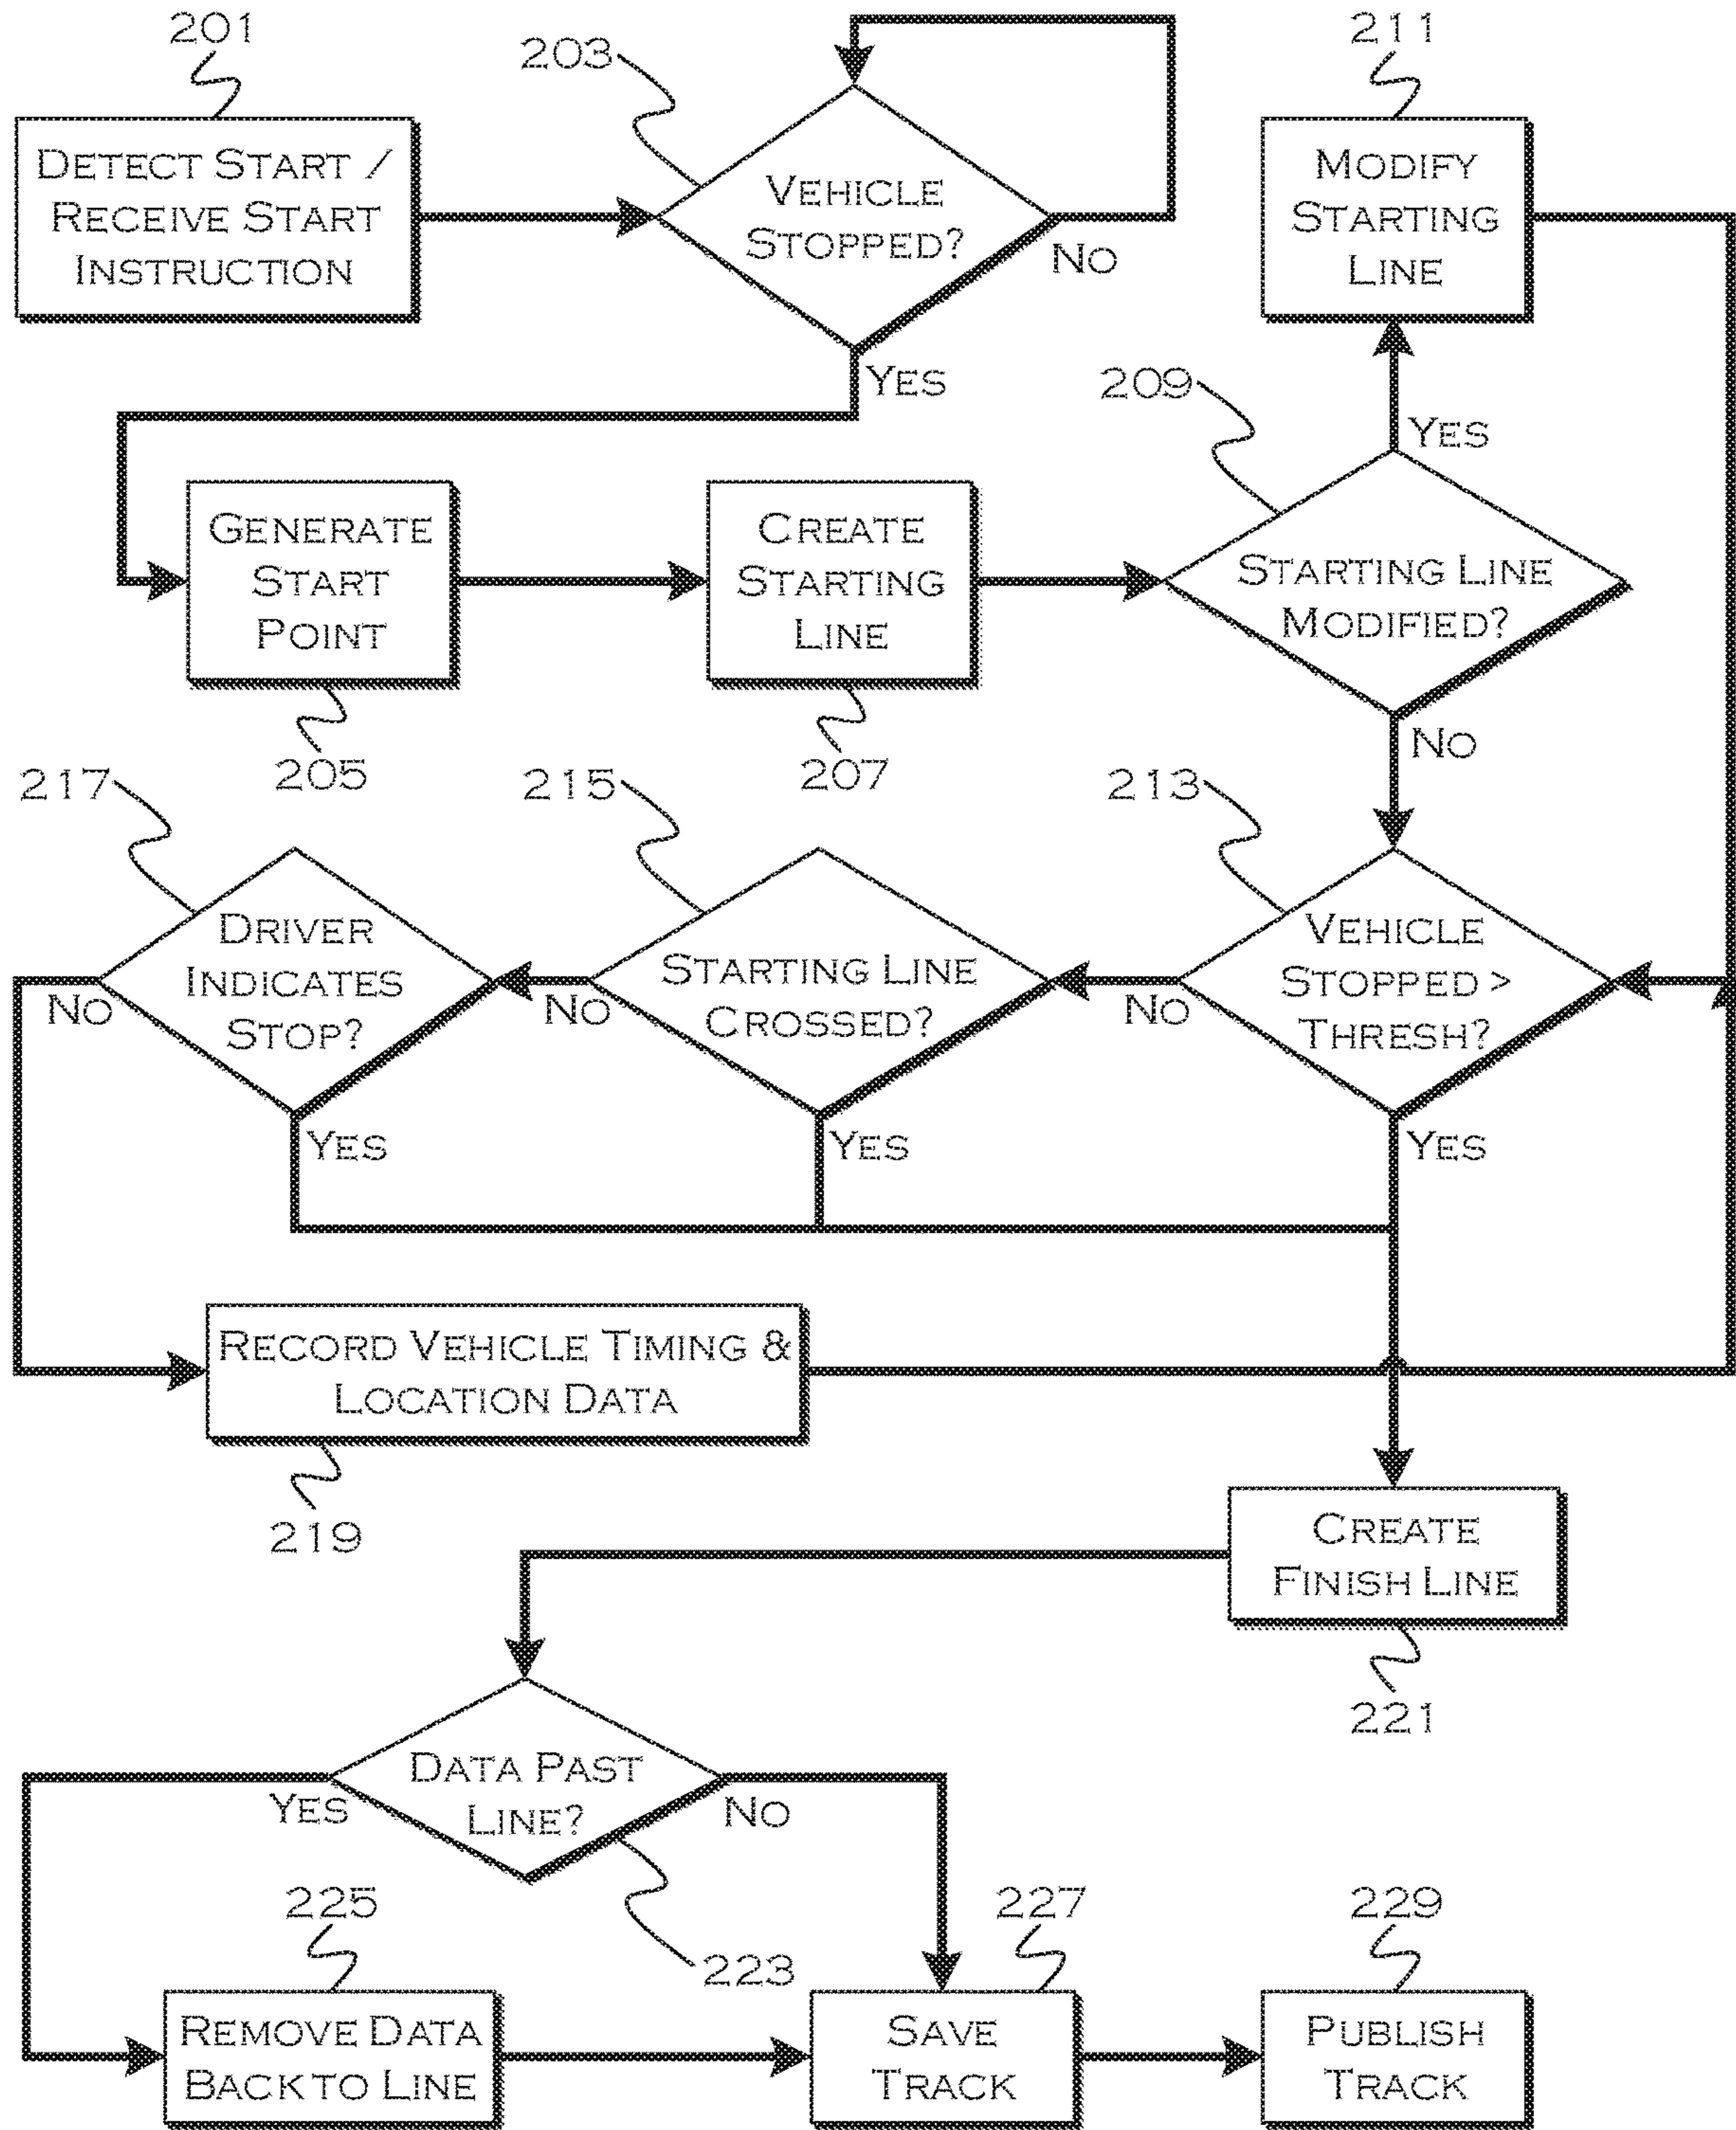 201
203
211
DETECT START /
RECEIVE START
INSTRUCTION
VEHICLE
STOPPED?
NO
YES
MODIFY
STARTING
LINE
209
YES
GENERATE
START
POINT
CREATE
STARTING
LINE
STARTING LINE
MODIFIED?
NO
205
207
217
215
213
DRIVER
INDICATES
STOP?
NO
YES
STARTING LINE
CROSSED?
NO
YES
VEHICLE
STOPPED >
THRESH?
NO
YES
RECORD VEHICLE TIMING &
LOCATION DATA
219
CREATE
FINISH LINE
221
DATA PAST
LINE?
YES
NO
223
225
227
229
REMOVE DATA
BACK TO LINE
SAVE
TRACK
PUBLISH
TRACK